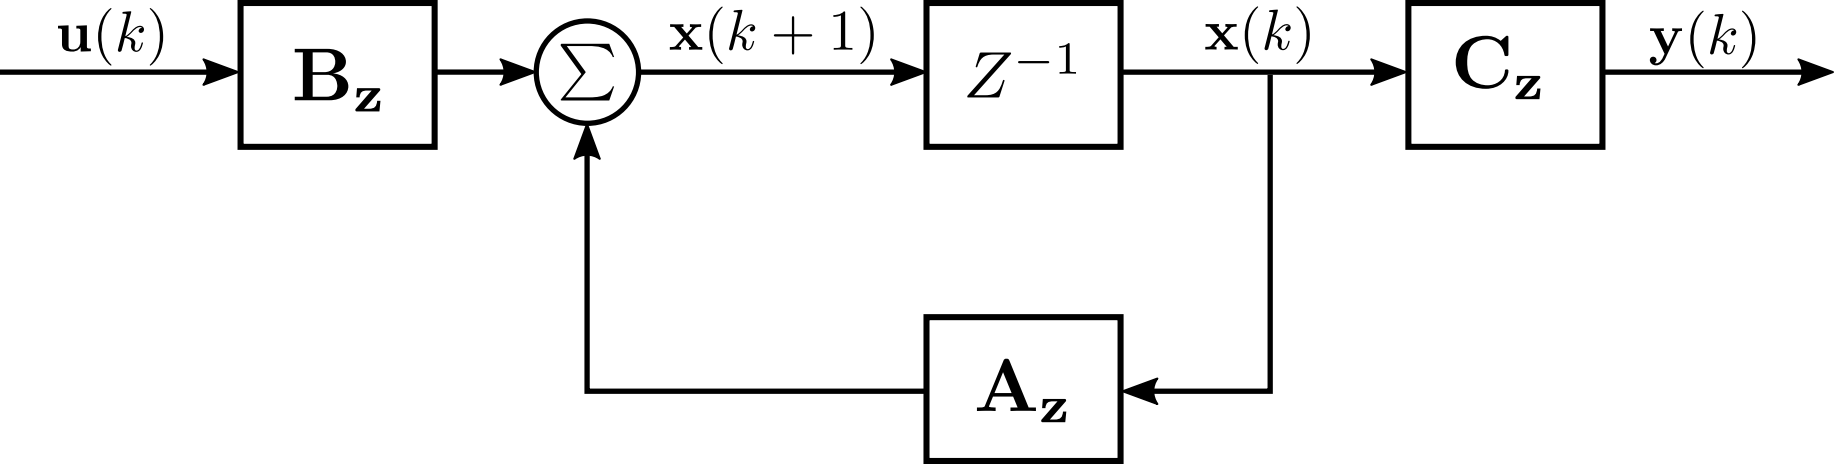 u(k) B_z ∑ x(k + 1) Z^{-1} x(k) C_z y(k)
A_z